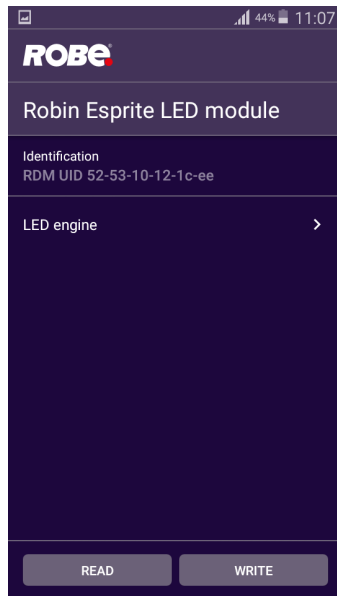 44% 11:07
ROBE
Robin Esprite LED module
Identification
RDM UID 52-53-10-12-1c-ee
LED engine
READ WRITE